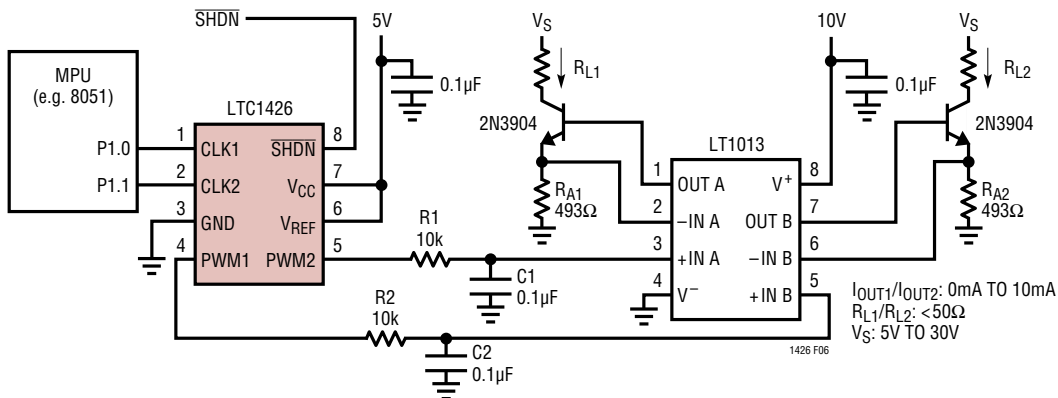 SHDN
5V
VS
10V
VS
MPU
(e.g. 8051)
0.1µF
RL1
0.1µF
RL2
LTC1426
2N3904
2N3904
LT1013
P1.0
1
CLK1
SHDN
8
P1.1
2
CLK2
VCC
7
3
GND
VREF
6
4
PWM1
PWM2
5
R1
10k
C1
0.1µF
R2
10k
C2
0.1µF
RA1
493Ω
1
OUT A
V+
8
2
–IN A
OUT B
7
3
+IN A
–IN B
6
4
V–
+IN B
5
RA2
493Ω
IOUT1/IOUT2: 0mA TO 10mA
RL1/RL2: <50Ω
VS: 5V TO 30V
1426 F06